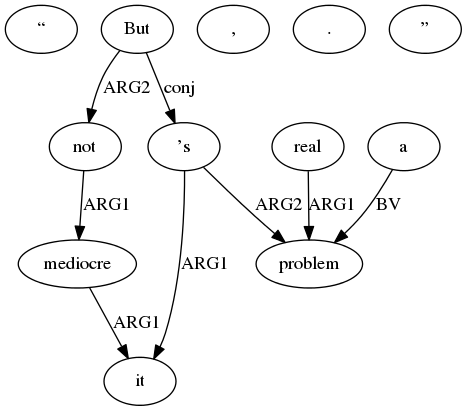 “ But , . ”
ARG2 conj
not ’s real a
ARG1 ARG2 ARG1 BV
mediocre ARG1 problem
ARG1
it